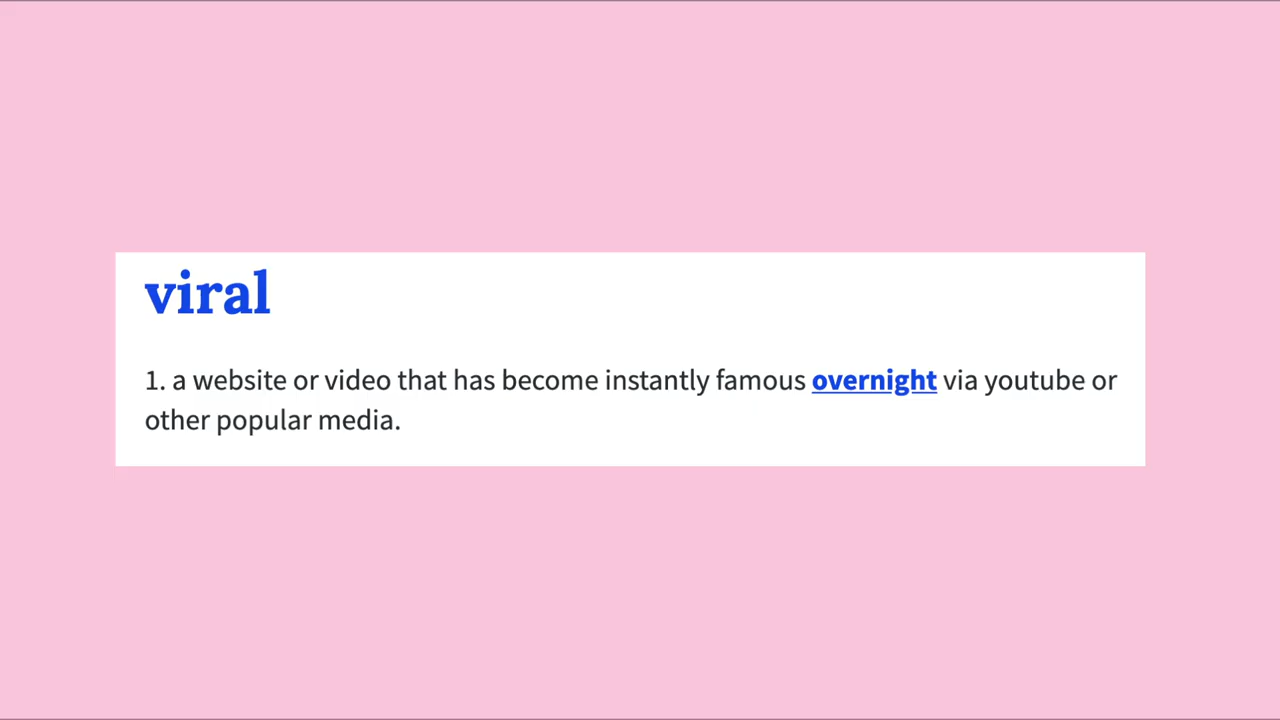 viral
1. a website or video that has become instantly famous overnight via youtube or
other popular media.